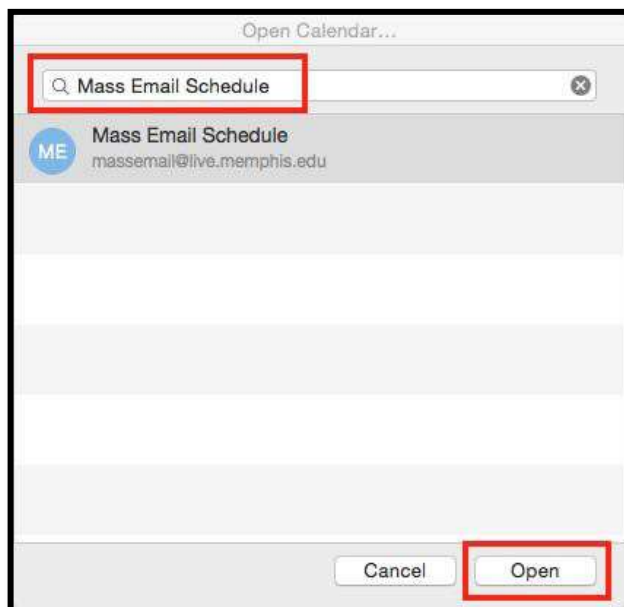 Open Calendar...
Mass Email Schedule
Mass Email Schedule
ME
massemail@live.memphis.edu
Cancel
Open